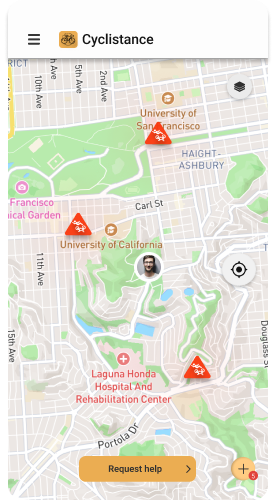 Cyclistance
RICT
10th Ave
5th Ave
2nd Ave
University of
San Francisco
HAIGHT-
ASHBURY
Francisco
nical Garden
Carl St
University of California
11th Ave
15th Ave
Douglass S
Laguna Honda
Hospital And
Rehabilitation Center
Portola Dr
Request help
5